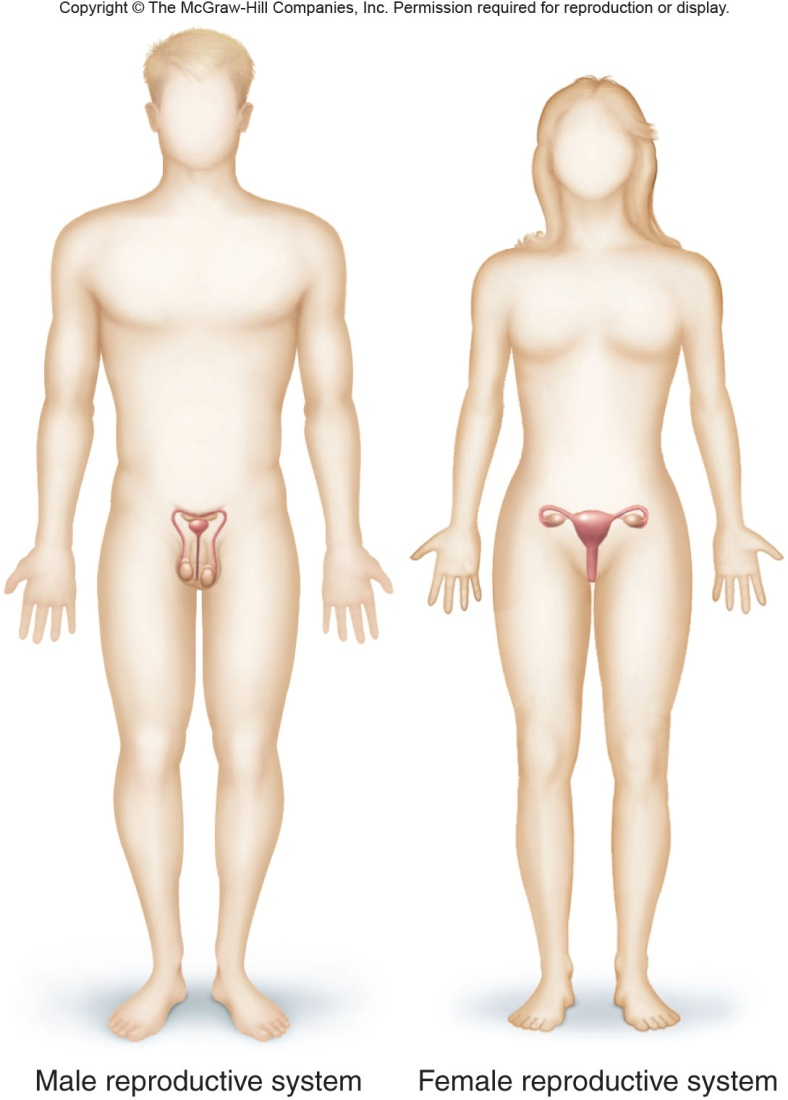 Copyright © The McGraw-Hill Companies, Inc. Permission required for reproduction or display.
Male reproductive system
Female reproductive system